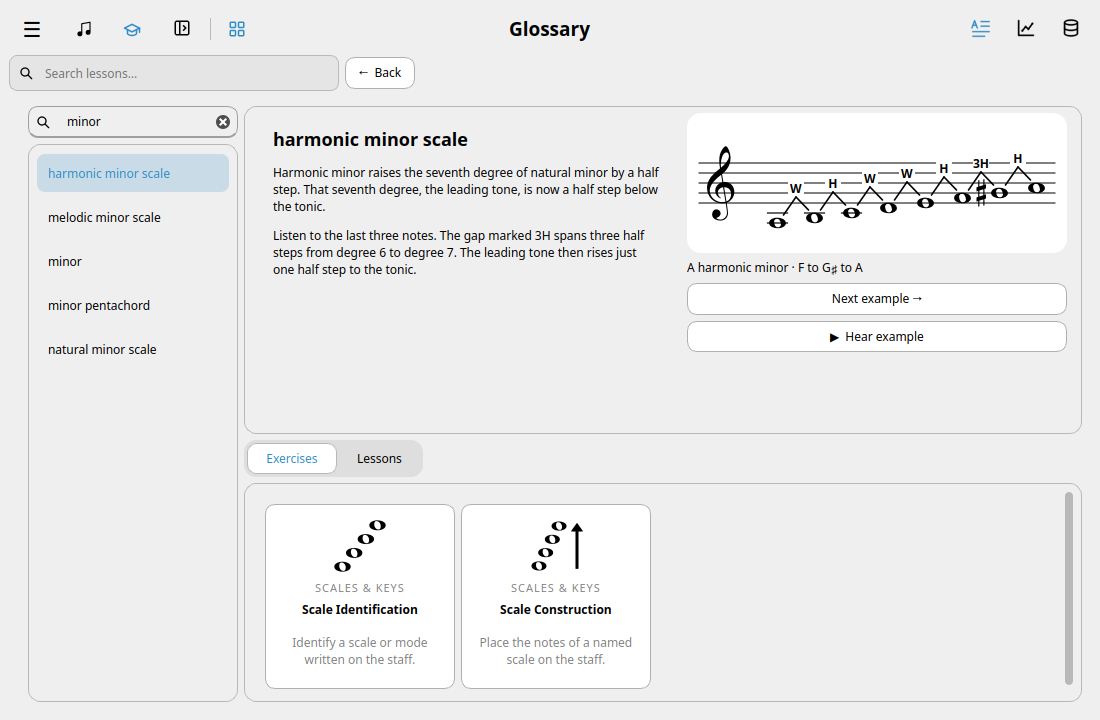 Glossary
Search lessons...
← Back
minor
harmonic minor scale
melodic minor scale
minor
minor pentachord
natural minor scale
harmonic minor scale
Harmonic minor raises the seventh degree of natural minor by a half
step. That seventh degree, the leading tone, is now a half step below
the tonic.
Listen to the last three notes. The gap marked 3H spans three half
steps from degree 6 to degree 7. The leading tone then rises just
one half step to the tonic.
W H W W H 3H H
A harmonic minor · F to G♯ to A
Next example →
▶ Hear example
Exercises
Lessons
SCALES & KEYS
Scale Identification
Identify a scale or mode
written on the staff.
SCALES & KEYS
Scale Construction
Place the notes of a named
scale on the staff.